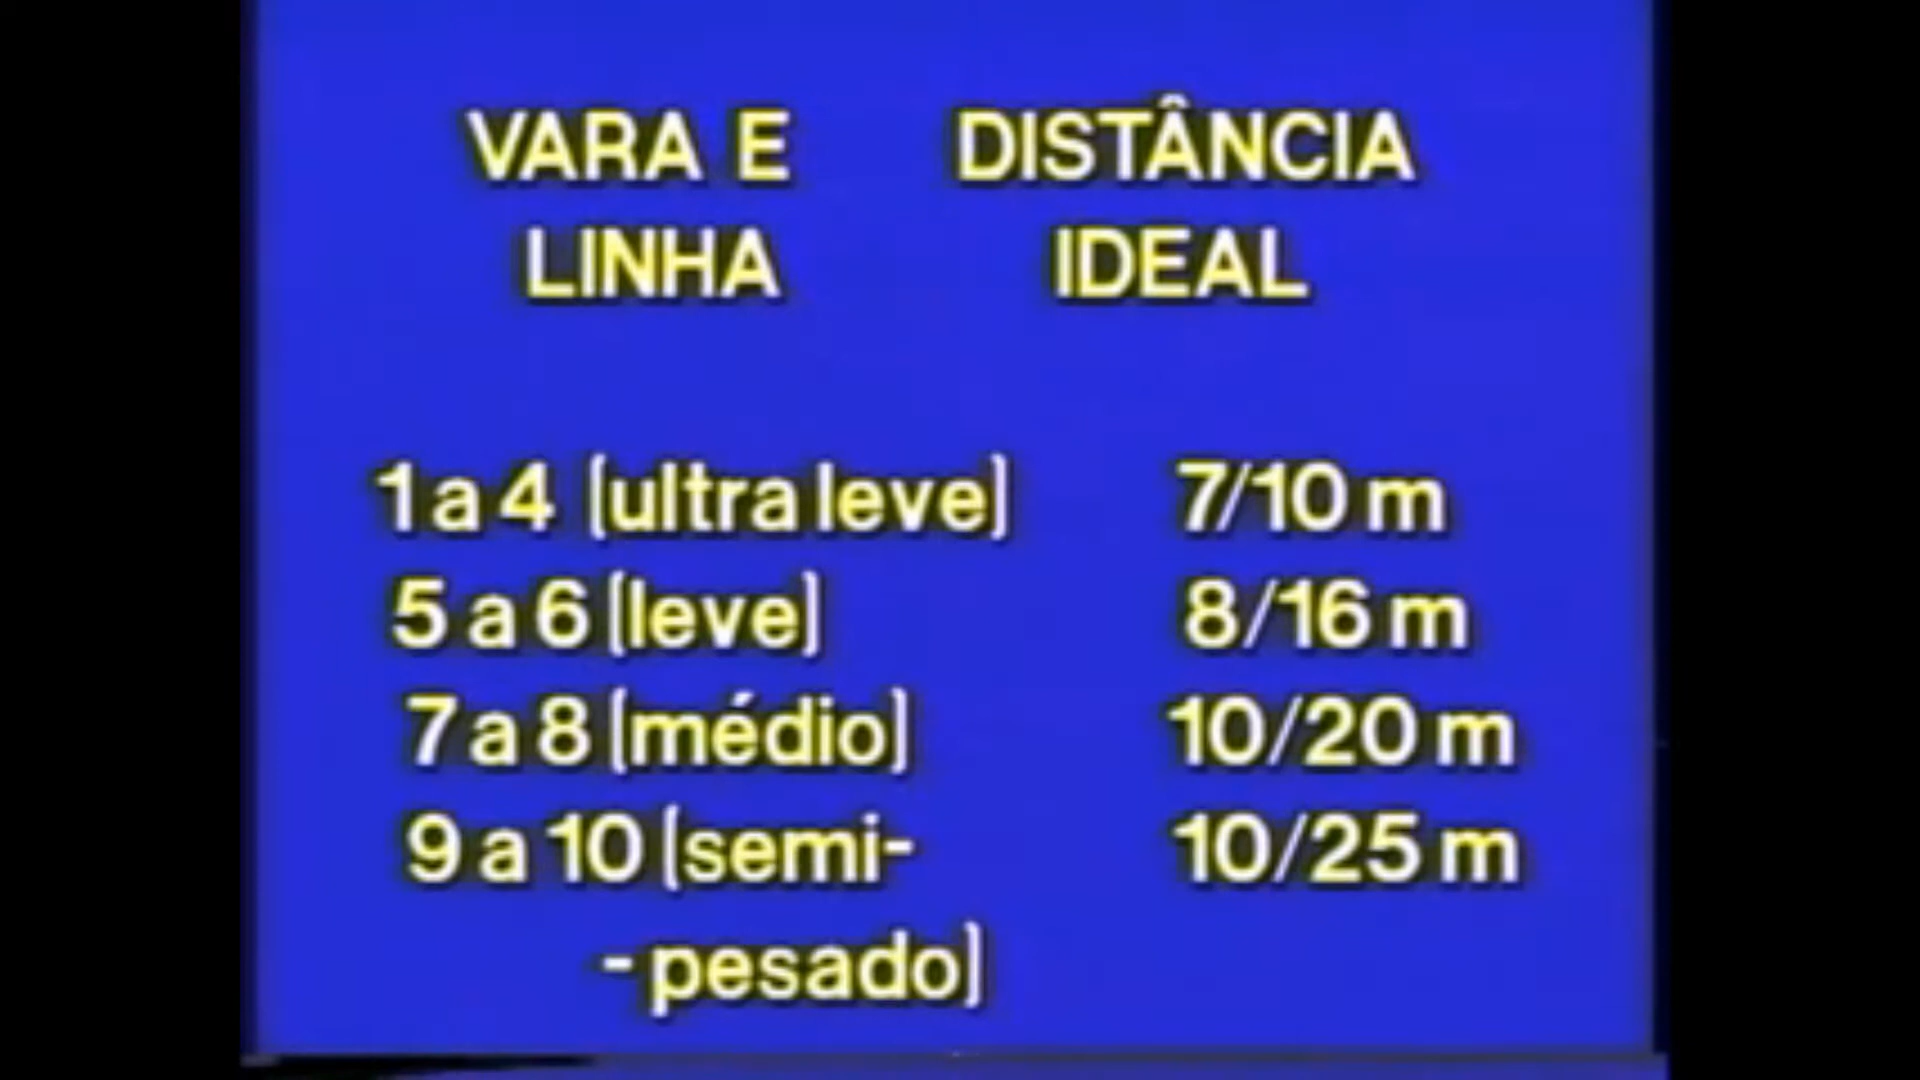 VARA E DISTÂNCIA
LINHA IDEAL
1 a 4 (ultra leve) 7/10 m
5 a 6 (leve) 8/16 m
7 a 8 (médio) 10/20 m
9 a 10 (semi- 10/25 m
-pesado)